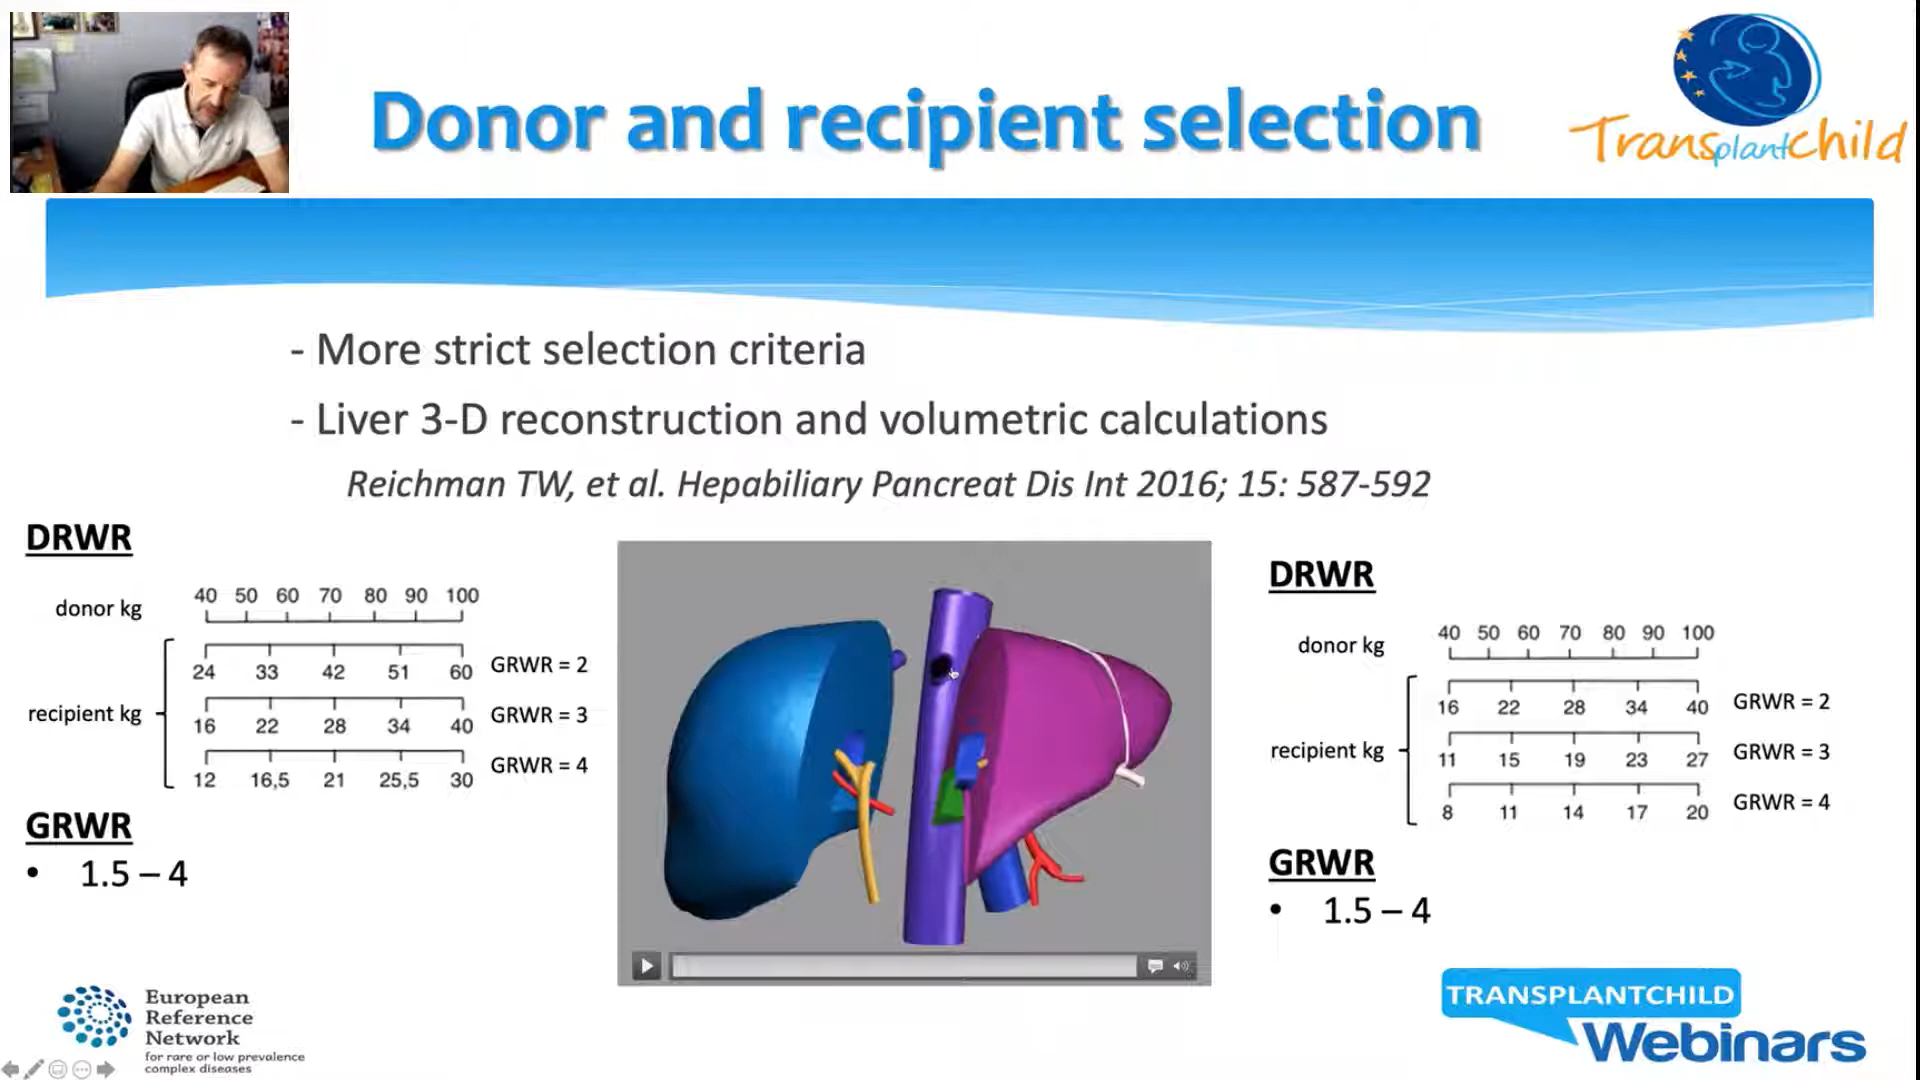 Donor and recipient selection
Transplantchild
- More strict selection criteria
- Liver 3-D reconstruction and volumetric calculations
Reichman TW, et al. Hepabiliary Pancreat Dis Int 2016; 15: 587-592
DRWR
donor kg
40 50 60 70 80 90 100
recipient kg
24 33 42 51 60 GRWR = 2
16 22 28 34 40 GRWR = 3
12 16,5 21 25,5 30 GRWR = 4
GRWR
• 1.5 – 4
DRWR
donor kg
40 50 60 70 80 90 100
recipient kg
16 22 28 34 40 GRWR = 2
11 15 19 23 27 GRWR = 3
8 11 14 17 20 GRWR = 4
GRWR
• 1.5 – 4
European
Reference
Network
for rare or low prevalence
complex diseases
TRANSPLANTCHILD
Webinars